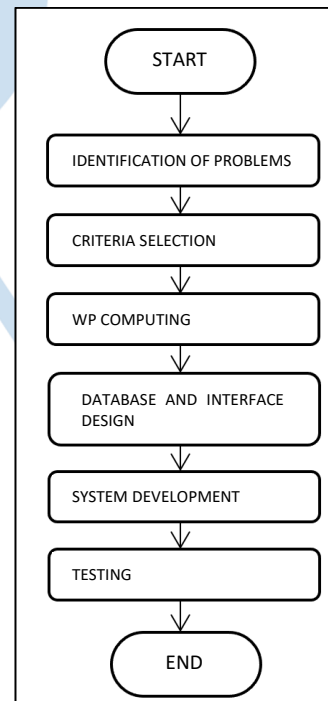 START
IDENTIFICATION OF PROBLEMS
CRITERIA SELECTION
WP COMPUTING
DATABASE AND INTERFACE
DESIGN
SYSTEM DEVELOPMENT
TESTING
END